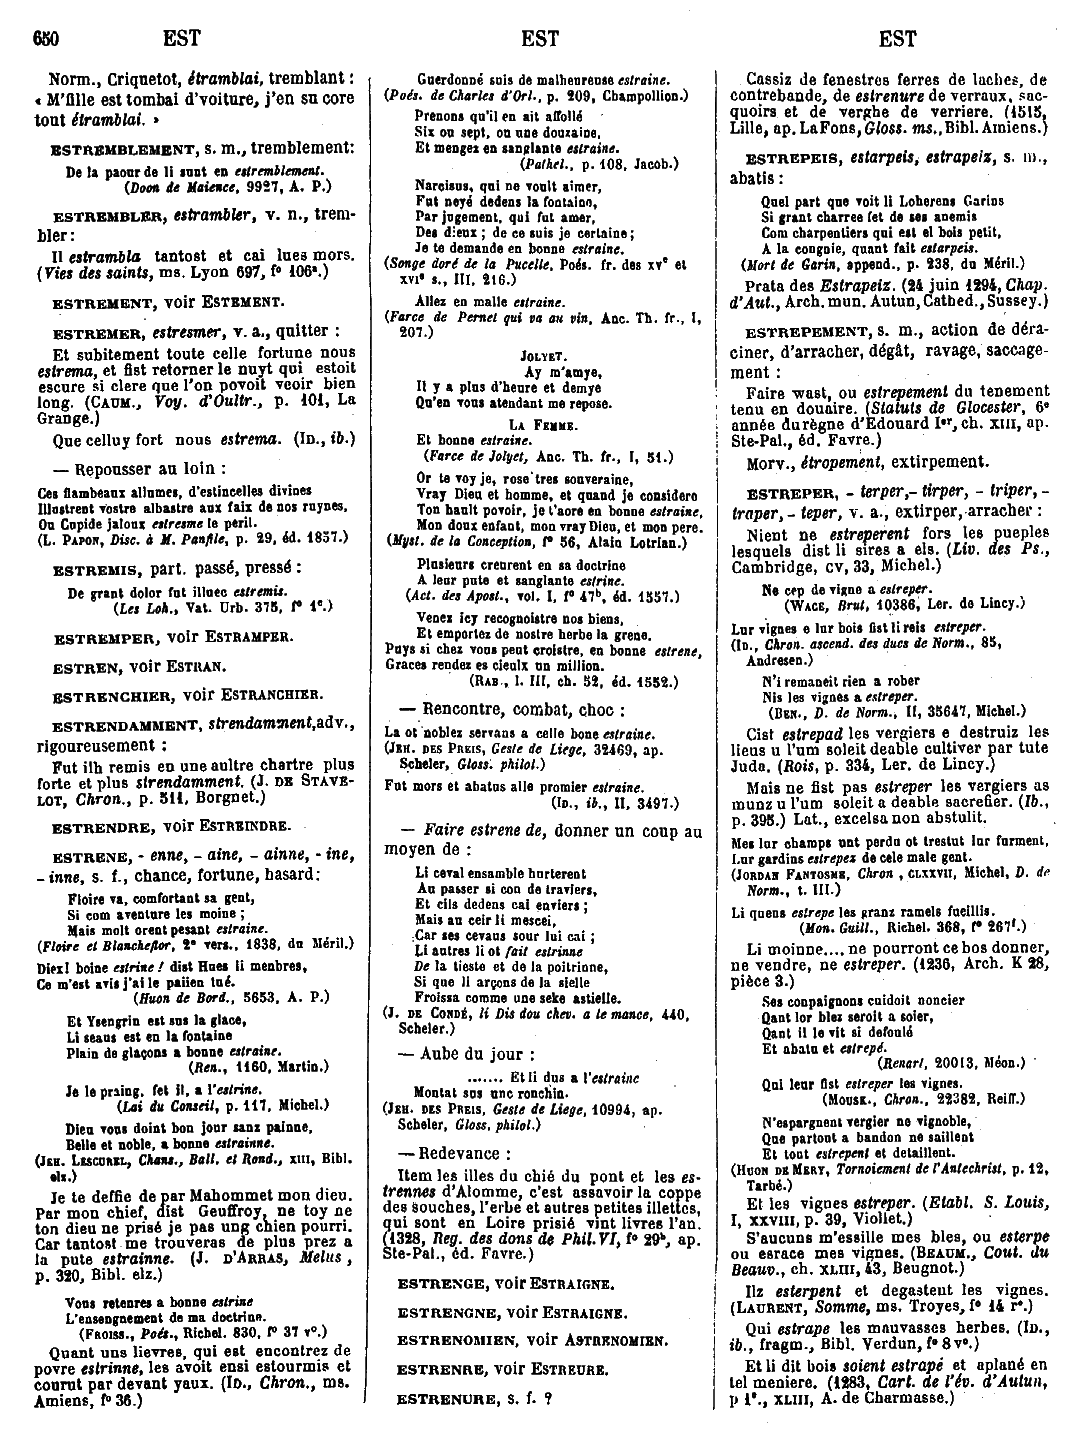 650 EST EST EST
Norm., Criquetot, étramblai, tremblant :
« M'fille est tombai d'voiture, j'en su core
tout étramblai. »
ESTREMBLEMENT, s. m., tremblement:
De la paour de li sunt en estremblement.
(Doon de Maience, 9927, A. P.)
ESTREMBLER, estrambler, v. n., trem-
bler :
Il estrambla tantost et cai lues mors.
(Vies des saints, ms. Lyon 697, f° 106ª.)
ESTREMENT, voir ESTEMENT.
ESTREMER, estresmer, v. a., quitter :
Et subitement toute celle fortune nous
estrema, et fist retorner le nuyt qui estoit
escure si clere que l'on povoit veoir bien
long. (CAUM., Voy. d'Oultr., p. 101, La
Grange.)
Que celluy fort nous estrema. (ID., ib.)
— Repousser au loin :
Ces flambeaux allumes, d'estincelles divines
Illustrent vostre albastre aux faix de nos ruynes,
Ou Cupide jaloux estresme le peril.
(L. PAPON, Disc. à M. Panfile, p. 29, éd. 1857.)
ESTREMIS, part. passé, pressé :
De grant dolor fut illuec estremis.
(Les Loh., Vat. Urb. 375, f° 1ᵉ.)
ESTREMPER, voir ESTRAMPER.
ESTREN, voir ESTRAN.
ESTRENCHIER, voir ESTRANCHIER.
ESTRENDAMMENT, strendamment, adv.,
rigoureusement :
Fut ilh remis en une aultre chartre plus
forte et plus strendamment. (J. DE STAVE-
LOT, Chron., p. 511, Borgnet.)
ESTRENDRE, voir ESTREINDRE.
ESTRENE, - enne, - aine, - ainne, - ine,
- inne, s. f., chance, fortune, hasard :
Floire va, comfortant sa gent,
Si com aventure les moine ;
Mais molt orent pesant estraine.
(Floire et Blancheflor, 2ᵉ vers., 1838, du Méril.)
Diex! boine estrine ! dist Hues li menbres,
Ce m'est avis j'ai le paiien tué.
(Huon de Bord., 5653, A. P.)
Et Ysengrin est sus la glace,
Li seaus est en la fontaine
Plain de glaçons a bonne estraine.
(Ren., 1160, Martin.)
Je le praing, fet il, a l'estrine.
(Lai du Conseil, p. 117, Michel.)
Dieu vous doint bon jour sanz painne,
Belle et noble, a bonne estrainne.
(JEH. LESCUREL, Chans., Ball. et Rond., XIII, Bibl.
elz.)
Je te deffie de par Mahommet mon dieu.
Par mon chief, dist Geuffroy, ne toy ne
ton dieu ne prisé je pas ung chien pourri.
Car tantost me trouveras de plus prez a
la pute estrainne. (J. D'ARRAS, Melus,
p. 320, Bibl. elz.)
Vous retenres a bonne estrine
L'ensengnement de ma doctrine.
(FROISS., Poés., Richel. 830, f° 37 v°.)
Quant uns lievres, qui est encontrez de
povre estrinne, les avoit ensi estourmis et
courut par devant yaux. (ID., Chron., ms.
Amiens, f° 36.)
Guerdonné suis de malheureuse estraine.
(Poés. de Charles d'Orl., p. 209, Champollion.)
Prenons qu'il en ait affollé
Six ou sept, ou une douzaine,
Et mengez en sanglante estraine.
(Pathel., p. 108, Jacob.)
Narcisus, qui ne voult aimer,
Fut noyé dedens la fontaine,
Par jugement, qui fut amer,
Des dieux ; de ce suis je certaine ;
Je te demande en bonne estraine.
(Songe doré de la Pucelle, Poés. fr. des XVᵉ et
XVIᵉ s., III, 216.)
Allez en malle estraine.
(Farce de Pernet qui va au vin, Anc. Th. fr., I,
207.)
JOLYET.
Ay m'amye,
Il y a plus d'heure et demye
Qu'en vous atendant me repose.
LA FEMME.
Et bonne estraine.
(Farce de Jolyet, Anc. Th. fr., I, 51.)
Or te voy je, rose tres souveraine,
Vray Dieu et homme, et quand je considere
Ton hault povoir, je t'aore en bonne estraine,
Mon doux enfant, mon vray Dieu, et mon pere.
(Myst. de la Conception, f° 56, Alain Lotrian.)
Plusieurs creurent en sa doctrine
A leur pute et sanglante estrine.
(Act. des Apost., vol. I, f° 47ᵇ, éd. 1537.)
Venez icy recognoistre nos biens,
Et emportez de nostre herbe la grene.
Puys si chez vous peut croistre, en bonne estrene,
Graces rendez es cieulx un million.
(RAB., l. III, ch. 52, éd. 1552.)
— Rencontre, combat, choc :
La ot noblez servans a celle bone estraine.
(JEH. DES PREIS, Geste de Liege, 32469, ap.
Scheler, Gloss. philol.)
Fut mors et abatus alle promier estraine.
(ID., ib., II, 3497.)
— Faire estrene de, donner un coup au
moyen de :
Li ceval ensamble hurterent
Au passer si con de traviers,
Et cils dedens cai enviers ;
Mais au ceir li mescei,
Car ses cevaus sour lui cai ;
Li autres li ot fait estrinne
De la tieste et de la poitrinne,
Si que li arçons de la sielle
Froissa comme une seke astielle.
(J. DE CONDÉ, li Dis dou chev. a le mance, 440,
Scheler.)
— Aube du jour :
....... Et li dus a l'estraine
Montat sus unc ronchin.
(JEH. DES PREIS, Geste de Liege, 10994, ap.
Scheler, Gloss. philol.)
— Redevance :
Item les illes du chié du pont et les es-
trennes d'Alomme, c'est assavoir la coppe
des souches, l'erbe et autres petites illettes,
qui sont en Loire prisié vint livres l'an.
(1328, Reg. des dons de Phil. VI, f° 29ᵇ, ap.
Ste-Pal., éd. Favre.)
ESTRENGE, voir ESTRAIGNE.
ESTRENGNE, voir ESTRAIGNE.
ESTRENOMIEN, voir ASTRENOMIEN.
ESTRENRE, voir ESTREURE.
ESTRENURE, s. f. ?
Cassiz de fenestres ferres de luches, de
contrebande, de estrenure de verraux, sac-
quoirs et de verghe de verriere. (1515,
Lille, ap. La Fons, Gloss. ms., Bibl. Amiens.)
ESTREPEIS, estarpeis, estrapeiz, s. m.,
abatis :
Quel part que voit li Loherens Garins
Si grant charree fet de ses anemis
Com charpentiers qui est el bois petit,
A la cougnie, quant fait estarpeis.
(Mort de Garin, append., p. 238, du Méril.)
Prata des Estrapeiz. (24 juin 1294, Chap.
d'Aut., Arch. mun. Autun, Cathed., Sussey.)
ESTREPEMENT, s. m., action de déra-
ciner, d'arracher, dégât, ravage, saccage-
ment :
Faire wast, ou estrepement du tenement
tenu en douaire. (Statuts de Glocester, 6ᵉ
année du règne d'Edouard Iᵉʳ, ch. XIII, ap.
Ste-Pal., éd. Favre.)
Morv., étropement, extirpement.
ESTREPER, - terper, - tirper, - triper, -
traper, - teper, v. a., extirper, arracher :
Nient ne estreperent fors les pueples
lesquels dist li sires a els. (Liv. des Ps.,
Cambridge, CV, 33, Michel.)
Ne cep de vigne a estreper.
(WACE, Brut, 10386, Ler. de Lincy.)
Lur vignes e lur bois fist li reis estreper.
(ID., Chron. ascend. des ducs de Norm., 85,
Andresen.)
N'i remaneit rien a rober
Nis les vignes a estreper.
(BEN., D. de Norm., II, 35647, Michel.)
Cist estrepad les vergiers e destruiz les
lieus u l'um soleit deable cultiver par tute
Juda. (Rois, p. 334, Ler. de Lincy.)
Mais ne fist pas estreper les vergiers as
munz u l'um soleit a deable sacrefier. (Ib.,
p. 395.) Lat., excelsa non abstulit.
Mes lur champs unt perdu ot trestut lur furment,
Lur gardins estrepez de cele male gent.
(JORDAN FANTOSME, Chron, CLXXVII, Michel, D. de
Norm., t. III.)
Li quens estrepe les granz ramels fueillis.
(Mon. Guill., Richel. 368, f° 267ᶠ.)
Li moinne..., ne pourront ce bos donner,
ne vendre, ne estreper. (1236, Arch. K 28,
pièce 3.)
Ses conpaignons cuidoit noncier
Qant lor blez seroit a soier,
Qant il le vit si defoulé
Et abatu et estrepé.
(Renart, 20013, Méon.)
Qui leur fist estreper les vignes.
(MOUSK., Chron., 22382, Reiff.)
N'espargnent vergier ne vignoble,
Que partout a bandon ne saillent
Et tout estrepent et detaillent.
(HUON DE MERY, Tornoiement de l'Antechrist, p. 12,
Tarbé.)
Et les vignes estreper. (Etabl. S. Louis,
I, XXVIII, p. 39, Viollet.)
S'aucuns m'essille mes bles, ou esterpe
ou esrace mes vignes. (BEAUM., Cout. du
Beauv., ch. XLIII, 43, Beugnot.)
Ilz esterpent et degastent les vignes.
(LAURENT, Somme, ms. Troyes, f° 14 r°.)
Qui estrape les mauvasses herbes. (ID.,
ib., fragm., Bibl. Verdun, f° 8 v°.)
Et li dit bois soient estrapé et aplané en
tel meniere. (1283, Cart. de l'év. d'Autun,
p 1ᵉ., XLIII, A. de Charmasse.)